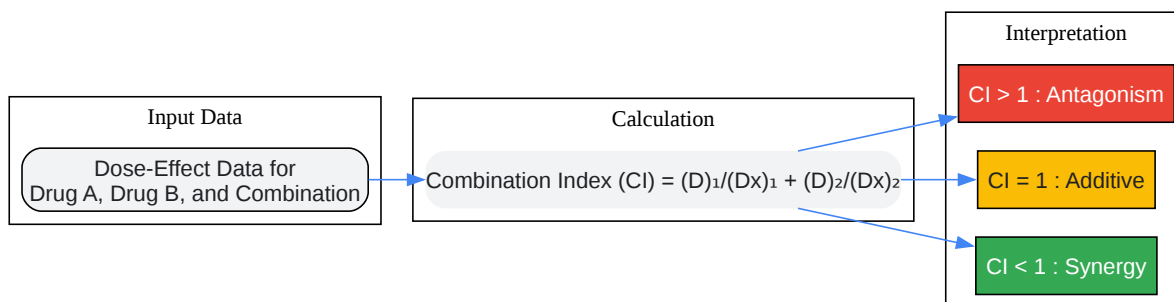 Input Data
Dose-Effect Data for
Drug A, Drug B, and Combination
Calculation
Combination Index (CI) = (D)₁/(Dx)₁ + (D)₂/(Dx)₂
Interpretation
CI > 1 : Antagonism
CI = 1 : Additive
CI < 1 : Synergy